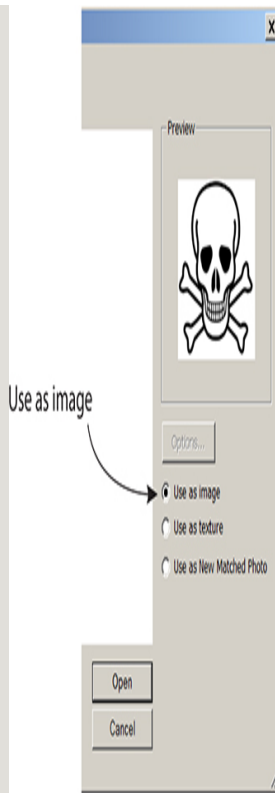 Preview
Use as image
Options...
Use as image
Use as texture
Use as New Matched Photo
Open
Cancel